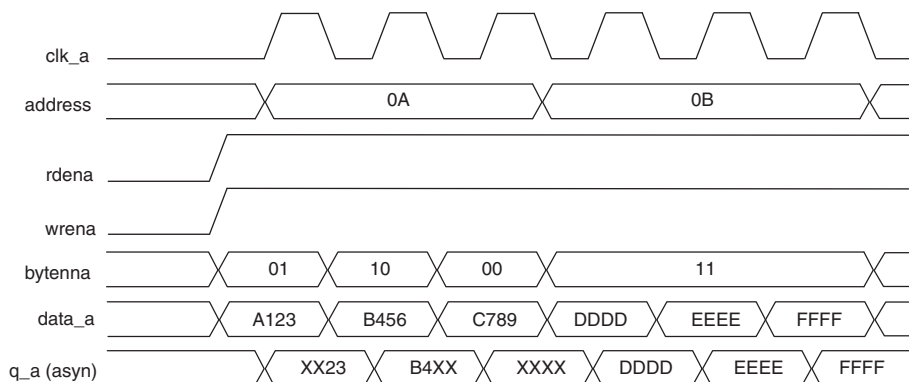 clk_a
address 0A 0B
rdena
wrena
bytenna 01 10 00 11
data_a A123 B456 C789 DDDD EEEE FFFF
q_a (asyn) XX23 B4XX XXXX DDDD EEEE FFFF